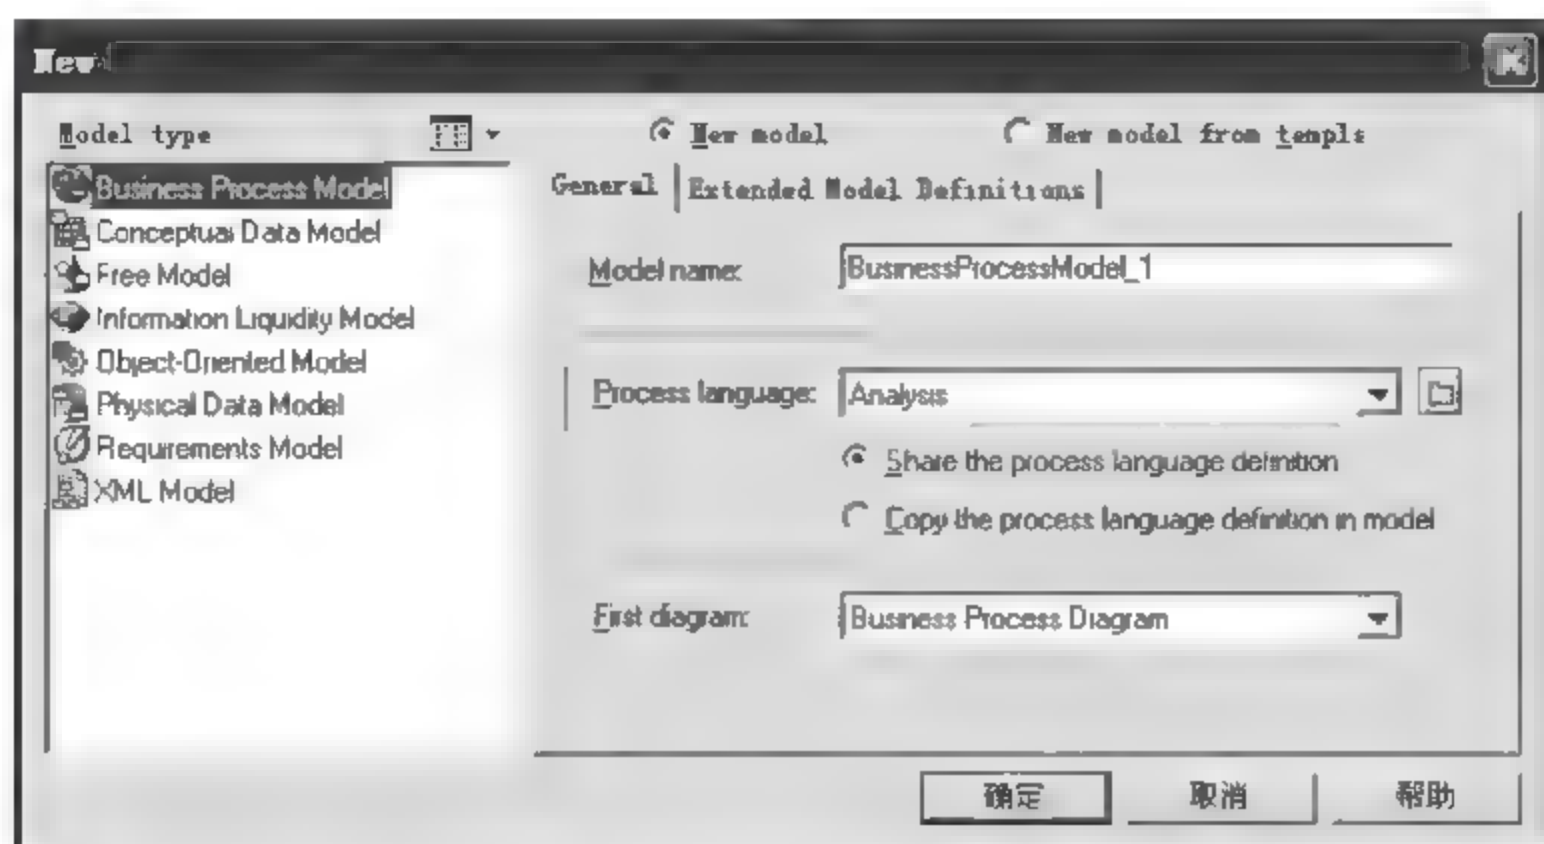 New
Model type
New model
New model from templa
Business Process Model
Conceptual Data Model
Free Model
Information Liquidity Model
Object-Oriented Model
Physical Data Model
Requirements Model
XML Model
General
Extended Model Definitions
Model name:
BusinessProcessModel_1
Process language:
Analysis
Share the process language definition
Copy the process language definition in model
First diagram:
Business Process Diagram
确定
取消
帮助